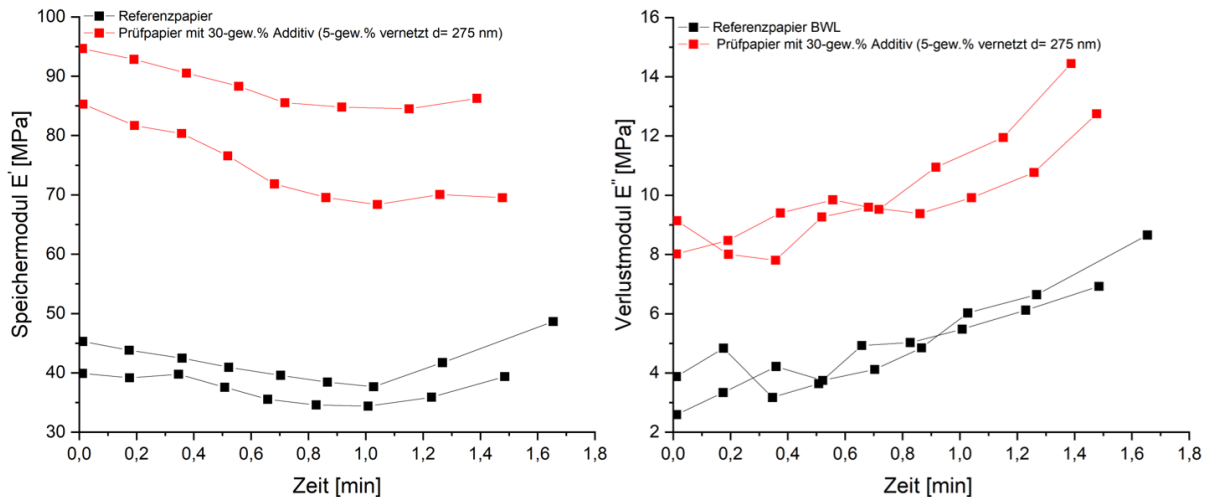 Referenzpapier
Prüfpapier mit 30-gew.% Additiv (5-gew.% vernetzt d= 275 nm)
Speichermodul E' [MPa]
100
90
80
70
60
50
40
30
0,0 0,2 0,4 0,6 0,8 1,0 1,2 1,4 1,6 1,8
Zeit [min]
Referenzpapier BWL
Prüfpapier mit 30-gew.% Additiv (5-gew.% vernetzt d= 275 nm)
Verlustmodul E'' [MPa]
16
14
12
10
8
6
4
2
0,0 0,2 0,4 0,6 0,8 1,0 1,2 1,4 1,6 1,8
Zeit [min]